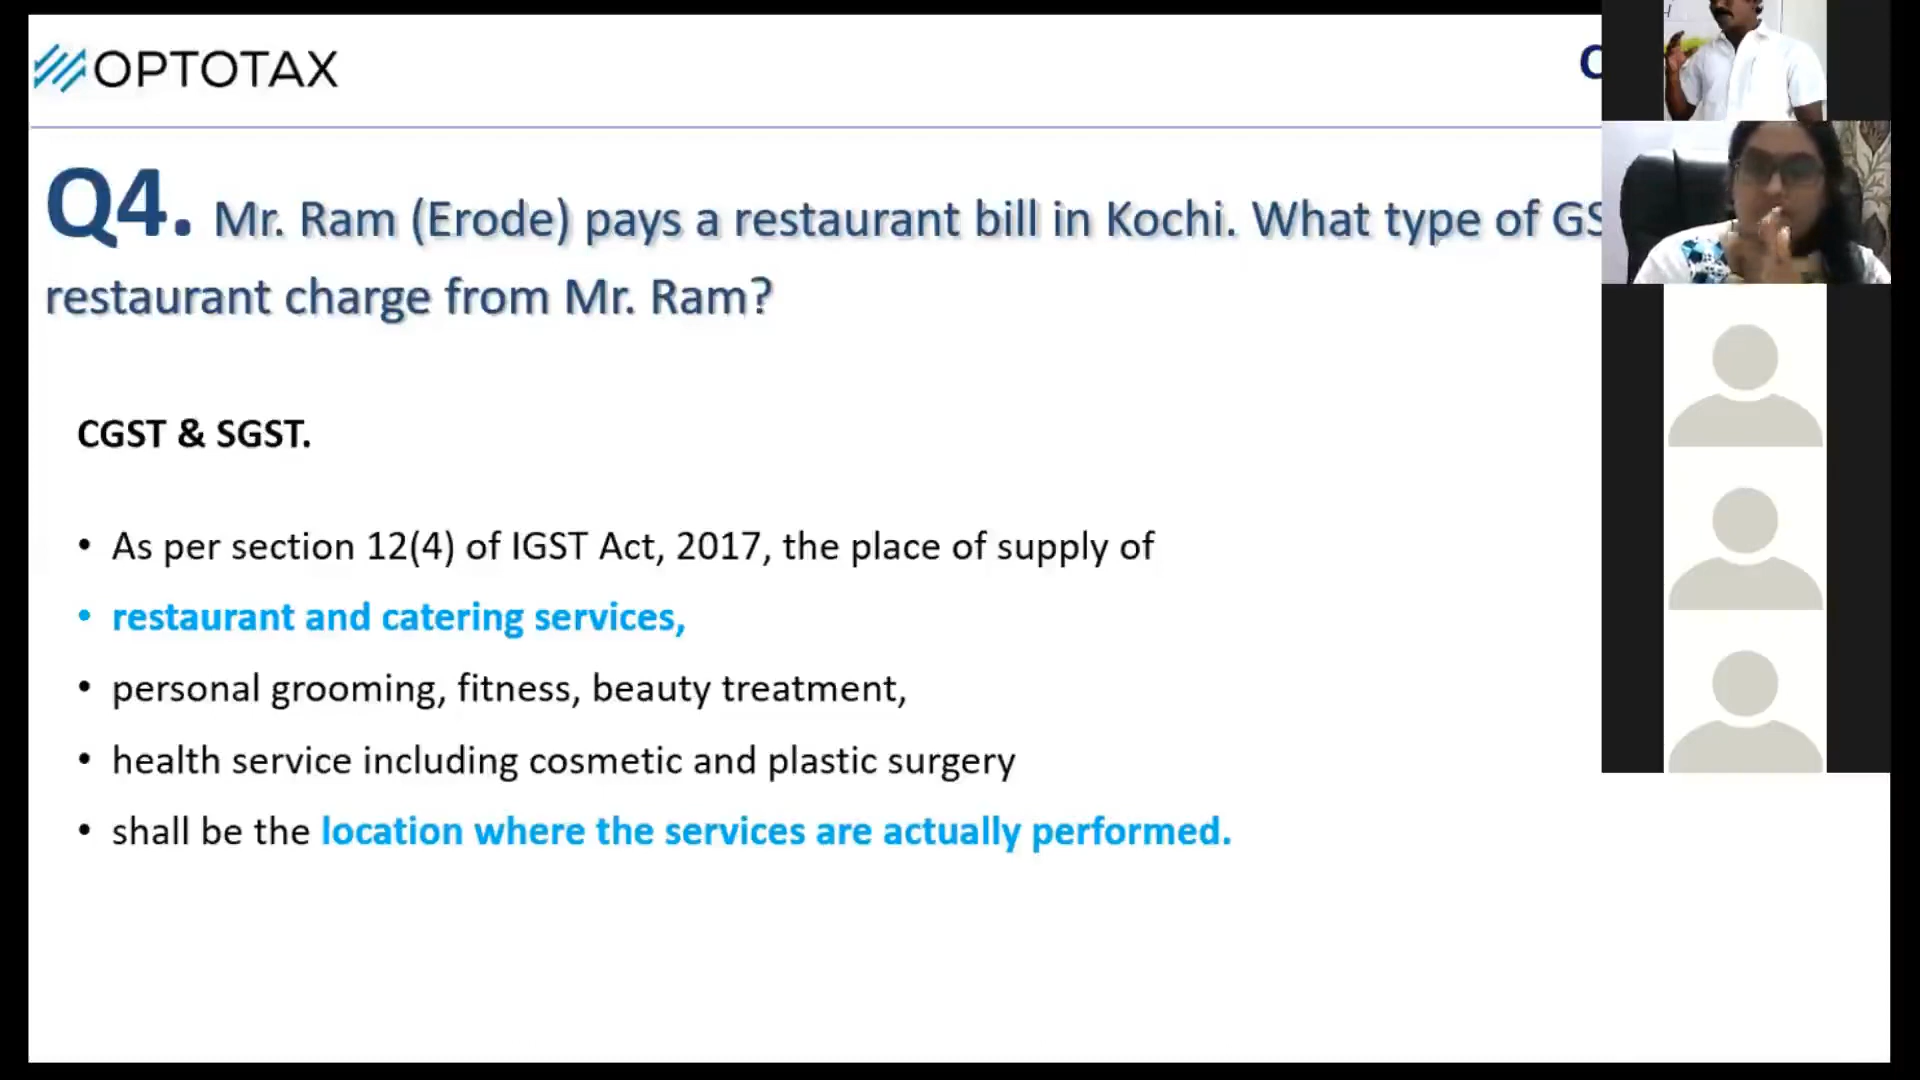 OPTOTAX
Q4. Mr. Ram (Erode) pays a restaurant bill in Kochi. What type of
restaurant charge from Mr. Ram?
CGST & SGST.
• As per section 12(4) of IGST Act, 2017, the place of supply of
• restaurant and catering services,
• personal grooming, fitness, beauty treatment,
• health service including cosmetic and plastic surgery
• shall be the location where the services are actually performed.